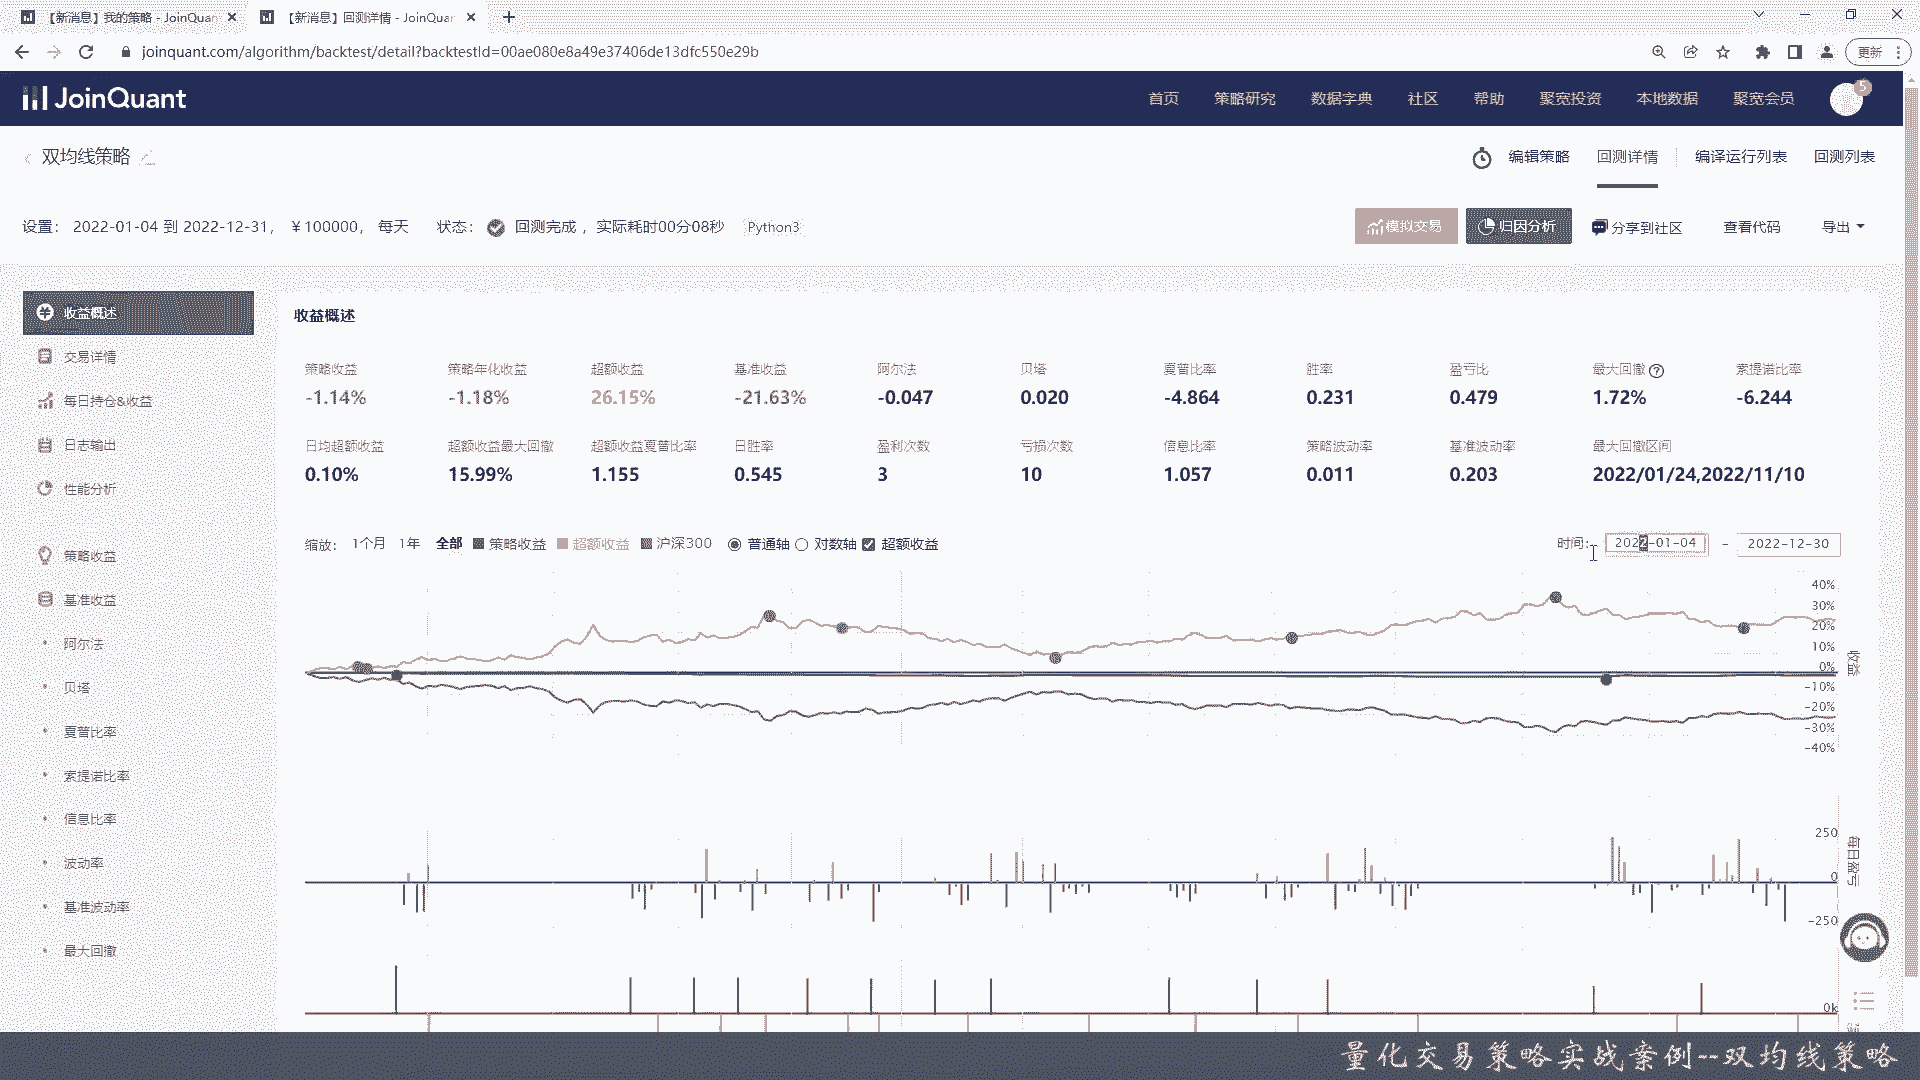 【新消息】我的策略 - JoinQuan
【新消息】回测详情 - JoinQuar
joinquant.com/algorithm/backtest/detail?backtestId=00ae080e8a49e37406de13dfc550e29b
更新
JoinQuant
首页 策略研究 数据字典 社区 帮助 聚宽投资 本地数据 聚宽会员 5
双均线策略
编辑策略 回测详情 编译运行列表 回测列表
设置: 2022-01-04 到 2022-12-31, ¥100000, 每天 状态: 回测完成, 实际耗时00分08秒 Python3
模拟交易 归因分析 分享到社区 查看代码 导出
收益概述
交易详情
每日持仓&收益
日志输出
性能分析
策略收益
基准收益
阿尔法
贝塔
夏普比率
索提诺比率
信息比率
波动率
基准波动率
最大回撤
收益概述
策略收益 策略年化收益 超额收益 基准收益 阿尔法 贝塔 夏普比率 胜率 盈亏比 最大回撤 ? 索提诺比率
-1.14% -1.18% 26.15% -21.63% -0.047 0.020 -4.864 0.231 0.479 1.72% -6.244
日均超额收益 超额收益最大回撤 超额收益夏普比率 日胜率 盈利次数 亏损次数 信息比率 策略波动率 基准波动率 最大回撤区间
0.10% 15.99% 1.155 0.545 3 10 1.057 0.011 0.203 2022/01/24,2022/11/10
缩放: 1个月 1年 全部 策略收益 超额收益 沪深300 普通轴 对数轴 超额收益 时间: 2022-01-04 - 2022-12-30
40%
30%
20%
10%
0%
-10%
-20%
-30%
-40%
收益
250
0
-250
每日盈亏
0k
量化交易策略实战案例--双均线策略